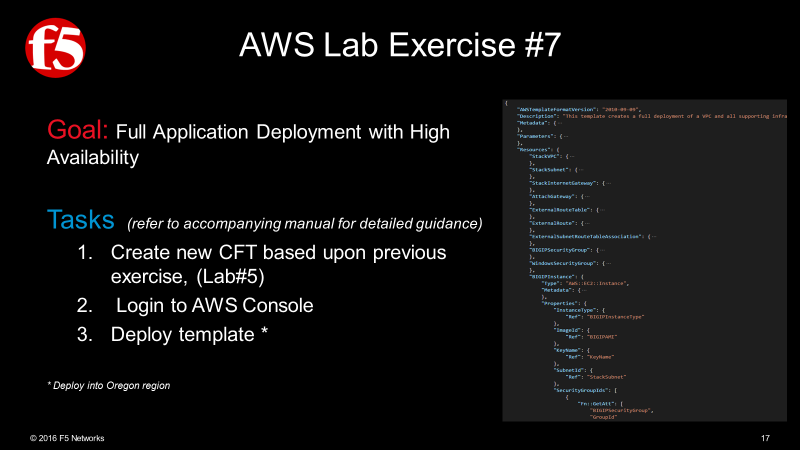 f5
AWS Lab Exercise #7
Goal: Full Application Deployment with High
Availability
Tasks (refer to accompanying manual for detailed guidance)
1. Create new CFT based upon previous
exercise, (Lab#5)
2. Login to AWS Console
3. Deploy template *
* Deploy into Oregon region
{
"AWSTemplateFormatVersion": "2010-09-09",
"Description": "This template creates a full deployment of a VPC and all supporting infra
"Metadata": {
},
"Parameters": {
},
"Resources": {
"StackVPC": {
},
"StackSubnet": {
},
"StackInternetGateway": {
},
"AttachGateway": {
},
"ExternalRouteTable": {
},
"ExternalRoute": {
},
"ExternalSubnetRouteTableAssociation": {
},
"BIGIPSecurityGroup": {
},
"WindowsSecurityGroup": {
},
"BIGIPInstance": {
"Type": "AWS::EC2::Instance",
"Metadata": {
},
"Properties": {
"InstanceType": {
"Ref": "BIGIPInstanceType"
},
"ImageId": {
"Ref": "BIGIPAMI"
},
"KeyName": {
"Ref": "KeyName"
},
"SubnetId": {
"Ref": "StackSubnet"
},
"SecurityGroupIds": [
{
"Fn::GetAtt": [
"BIGIPSecurityGroup",
"GroupId"
© 2016 F5 Networks
17